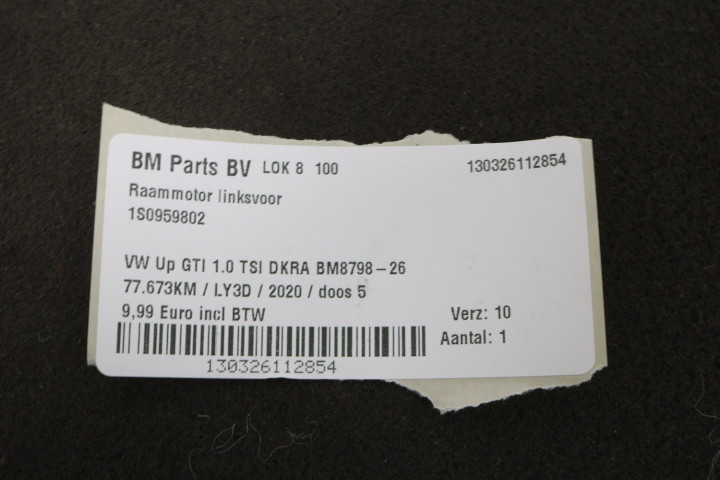 BM Parts BV LOK 8 100 130326112854
Raammotor linksvoor
1S0959802
VW Up GTI 1.0 TSI DKRA BM8798-26
77.673KM / LY3D / 2020 / doos 5
9,99 Euro incl BTW Verz: 10
Aantal: 1
130326112854